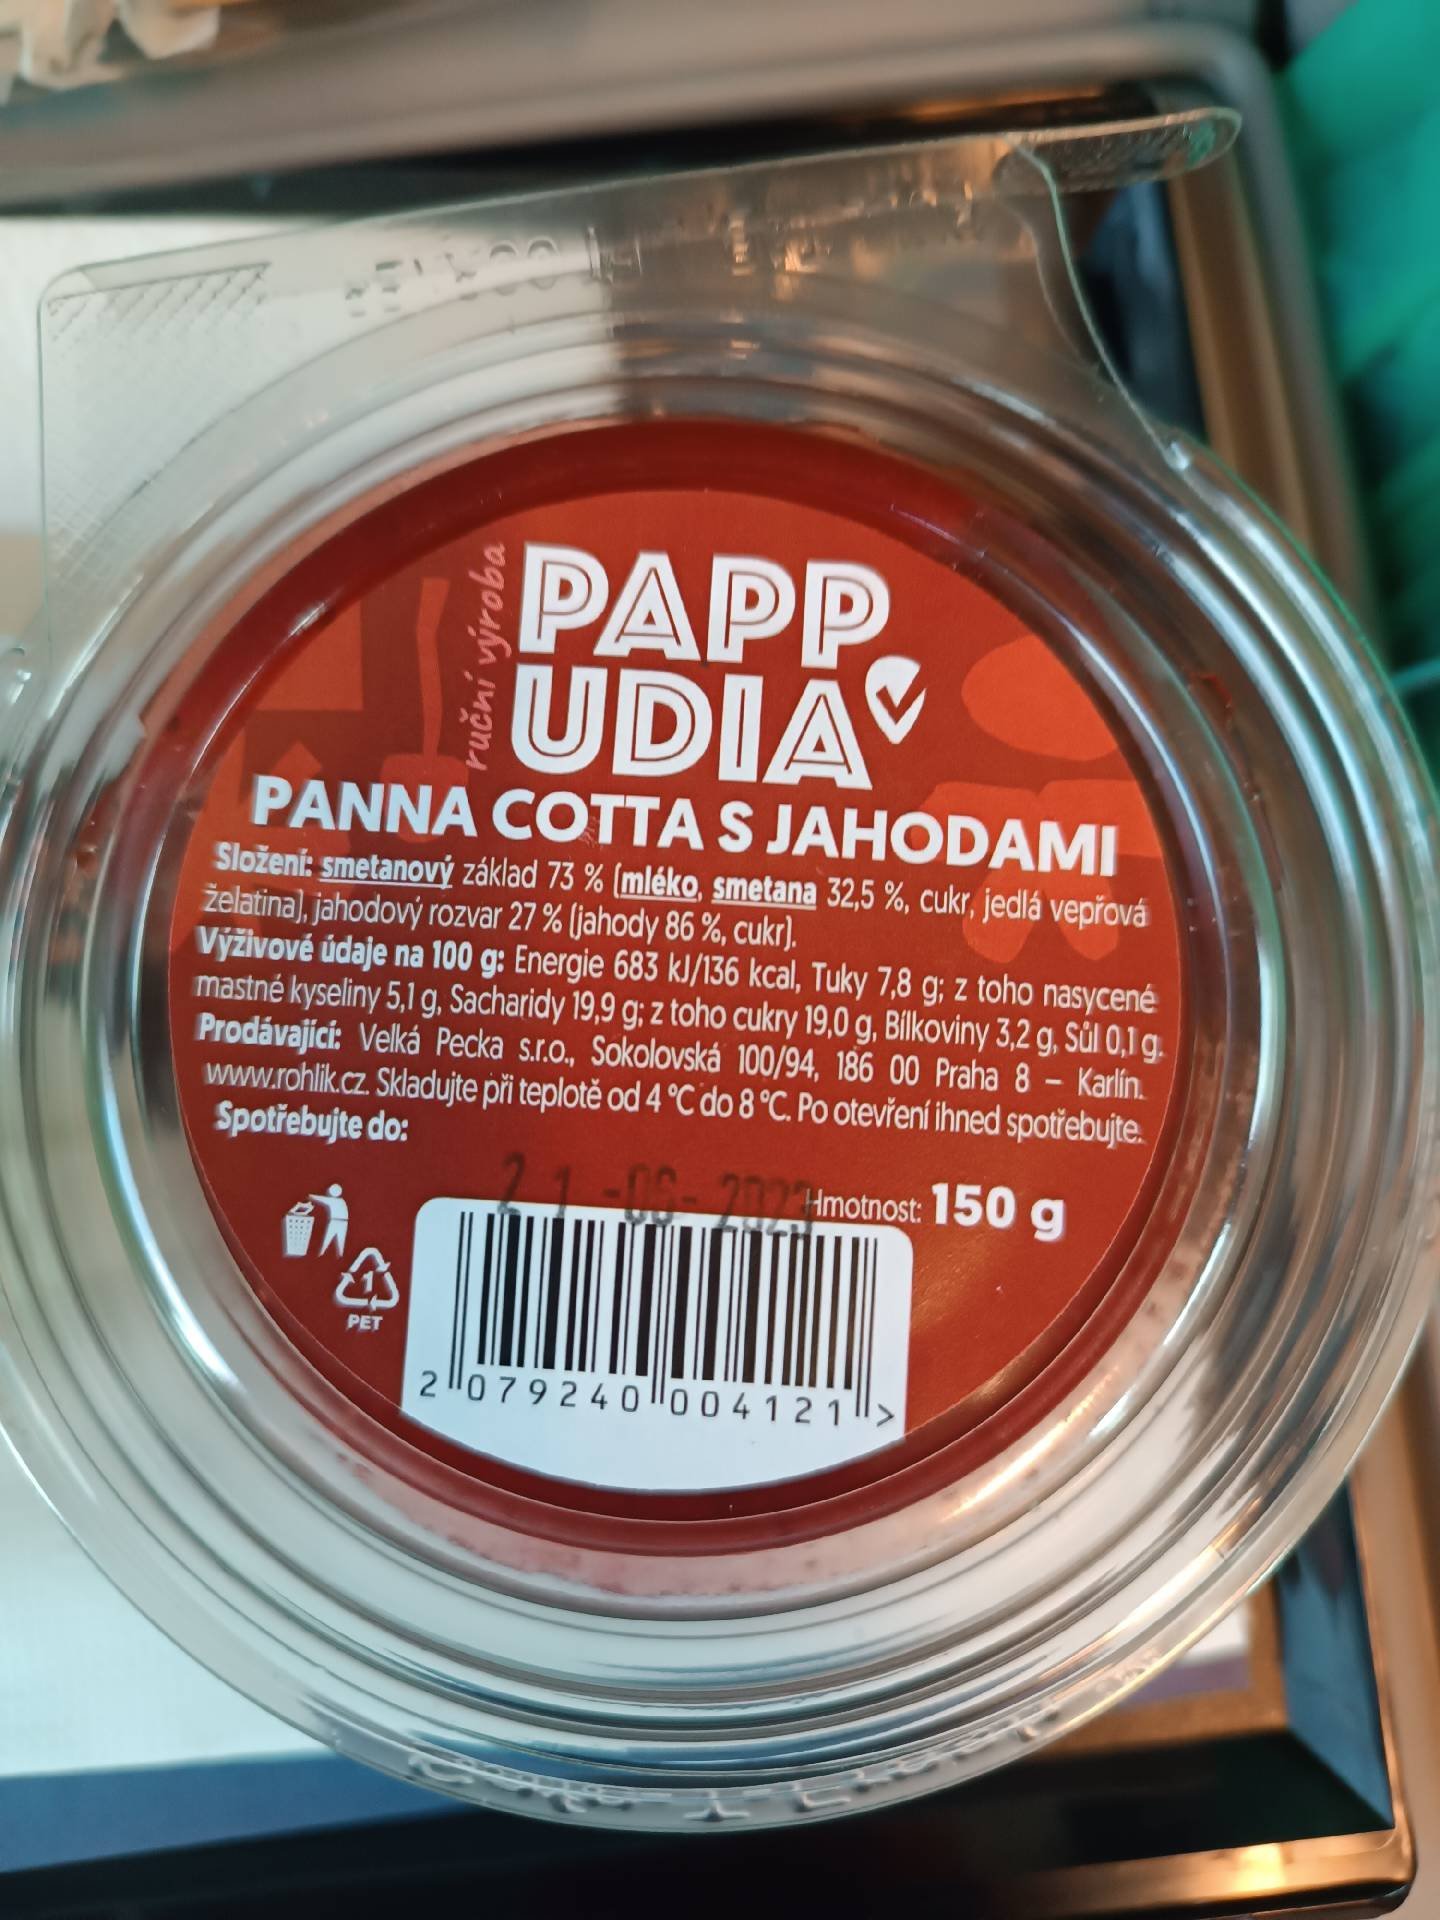 ruční výroba
PAPP
UDIA
PANNA COTTA S JAHODAMI
Složení: smetanový základ 73 % (mléko, smetana 32,5 %, cukr, jedlá vepřová
želatina), jahodový rozvar 27 % (jahody 86 %, cukr).
Výživové údaje na 100 g: Energie 683 kJ/136 kcal, Tuky 7,8 g; z toho nasycené
mastné kyseliny 5,1 g, Sacharidy 19,9 g; z toho cukry 19,0 g, Bílkoviny 3,2 g, Sůl 0,1 g.
Prodávající: Velká Pecka s.r.o., Sokolovská 100/94, 186 00 Praha 8 – Karlín.
www.rohlik.cz. Skladujte při teplotě od 4 °C do 8 °C. Po otevření ihned spotřebujte.
Spotřebujte do:
21-06-2023
Hmotnost: 150 g
1
PET
2 079240 004121 >